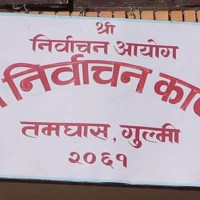 श्री
निर्वाचन आयोग
निर्वाचन
तमघास, गुल्मी
२०६१